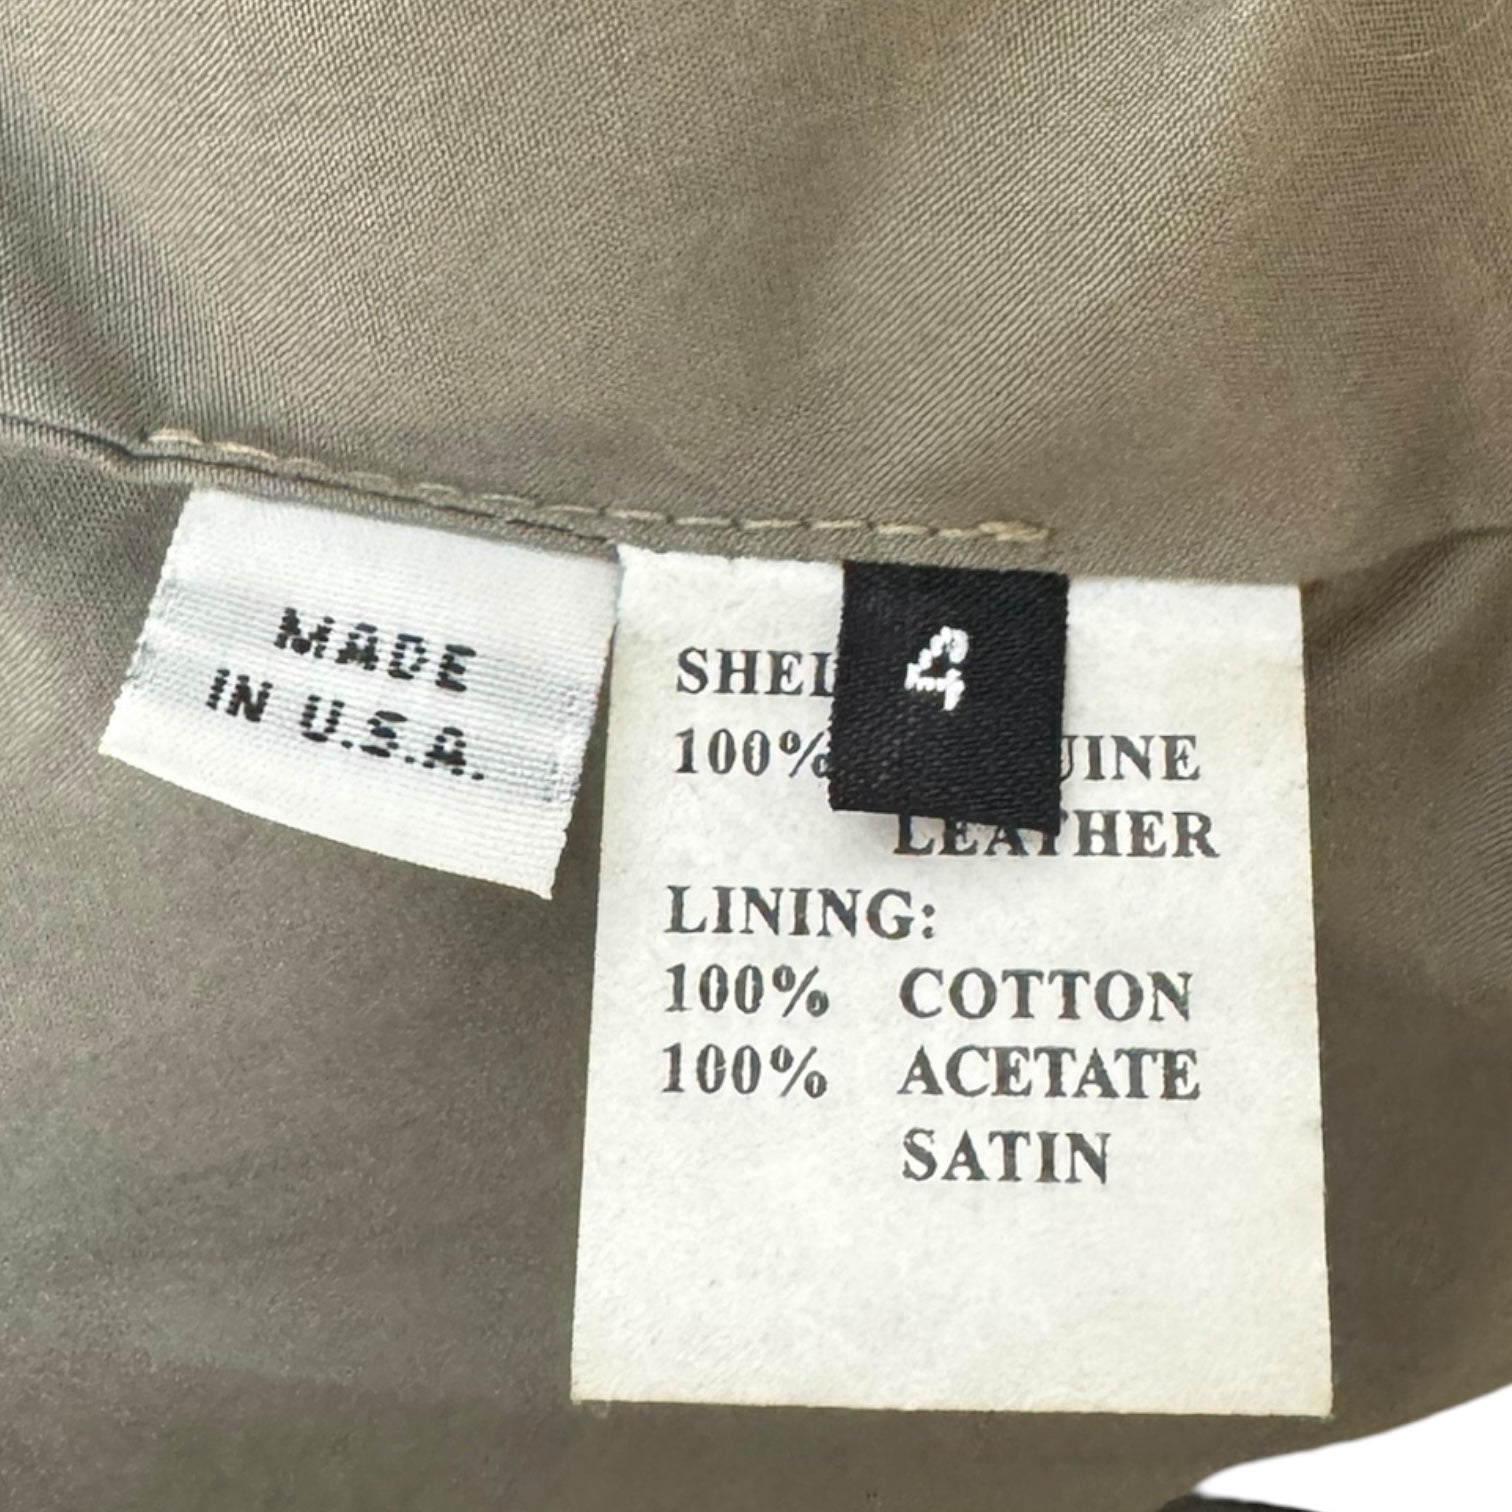 MADE
IN U.S.A.
4
SHEL
100% UINE
LEATHER
LINING:
100% COTTON
100% ACETATE
SATIN